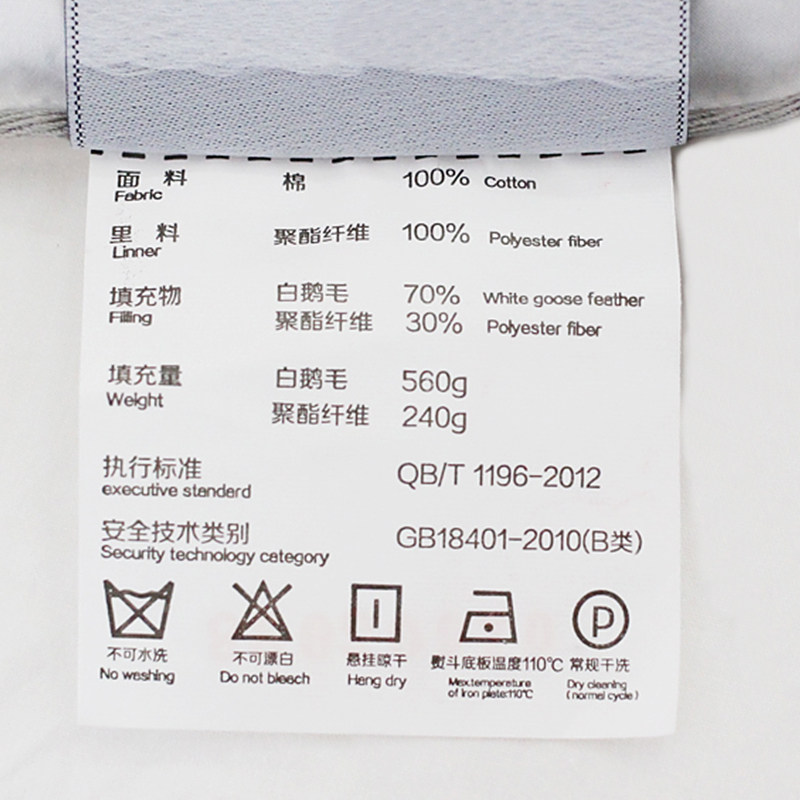 面 料 棉 100% Cotton
Fabric
里 料 聚酯纤维 100% Polyester fiber
Linner
填充物 白鹅毛 70% White goose feather
Filling 聚酯纤维 30% Polyester fiber
填充量 白鹅毛 560g
Weight 聚酯纤维 240g
执行标准 QB/T 1196-2012
executive standard
安全技术类别 GB18401-2010(B类)
Security technology category
P
不可水洗 不可漂白 悬挂晾干 熨斗底板温度110℃ 常规干洗
No washing Do not bleach Hang dry Max.temperature Dry cleaning
of Iron plate:110℃ (normal cycle)